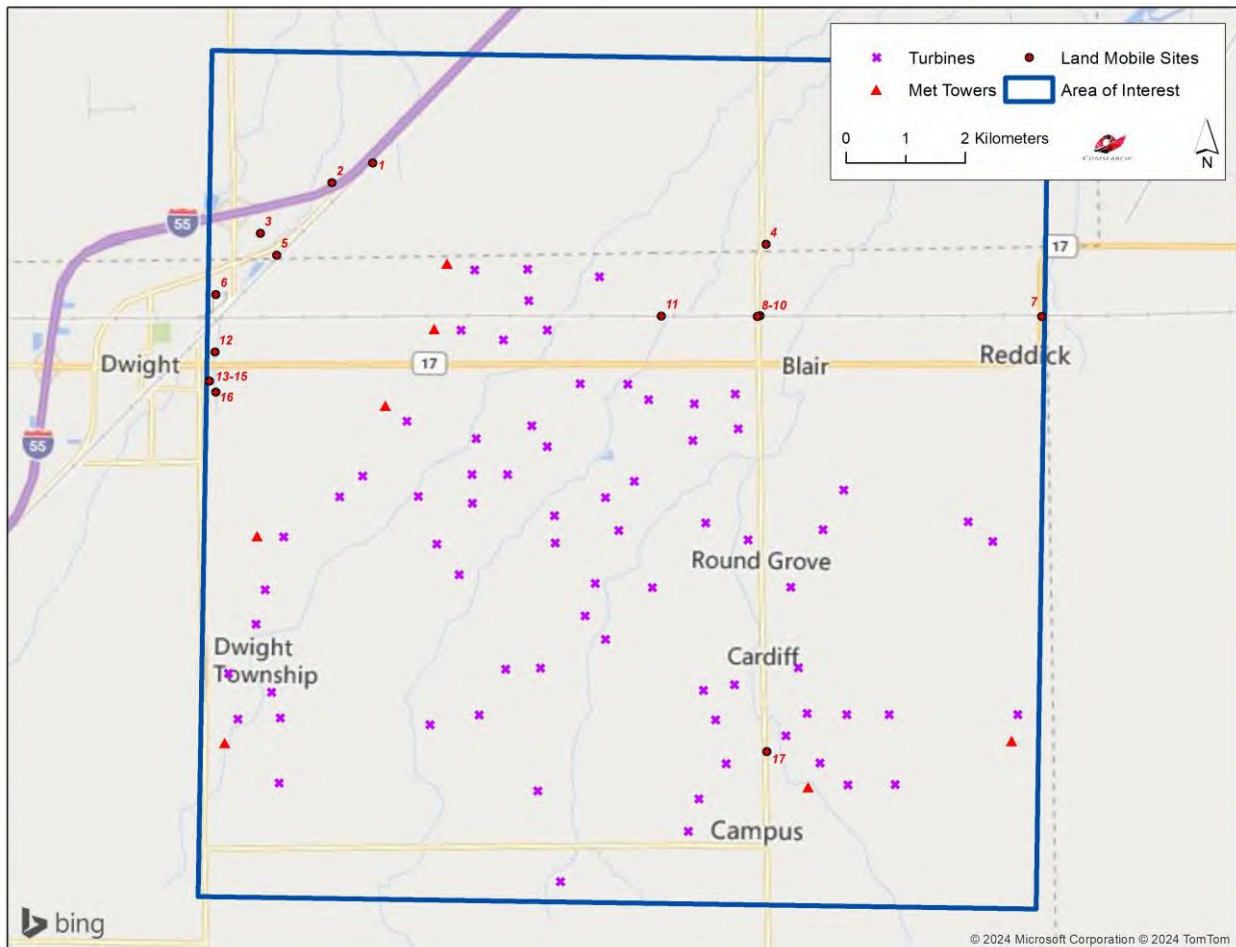 Turbines
Land Mobile Sites
Met Towers
Area of Interest
0 1 2 Kilometers
COMSEARCH
N
1
2
55
3
4
5
17
6
11
8-10
7
12
Dwight
17
Blair
Reddick
13-15
16
55
Round Grove
Dwight
Township
Cardiff
17
Campus
bing
© 2024 Microsoft Corporation © 2024 TomTom